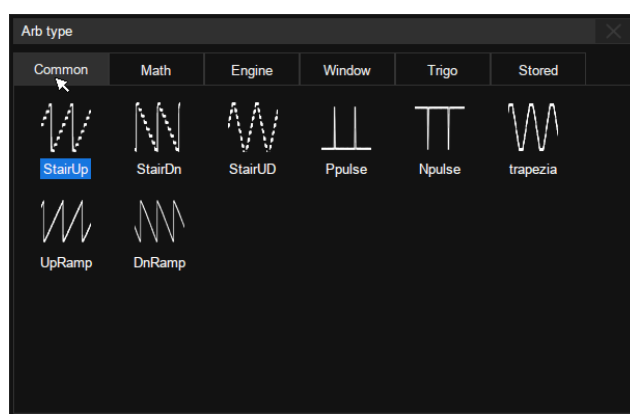 Arb type
Common Math Engine Window Trigo Stored
StairUp StairDn StairUD Ppulse Npulse trapezia
UpRamp DnRamp